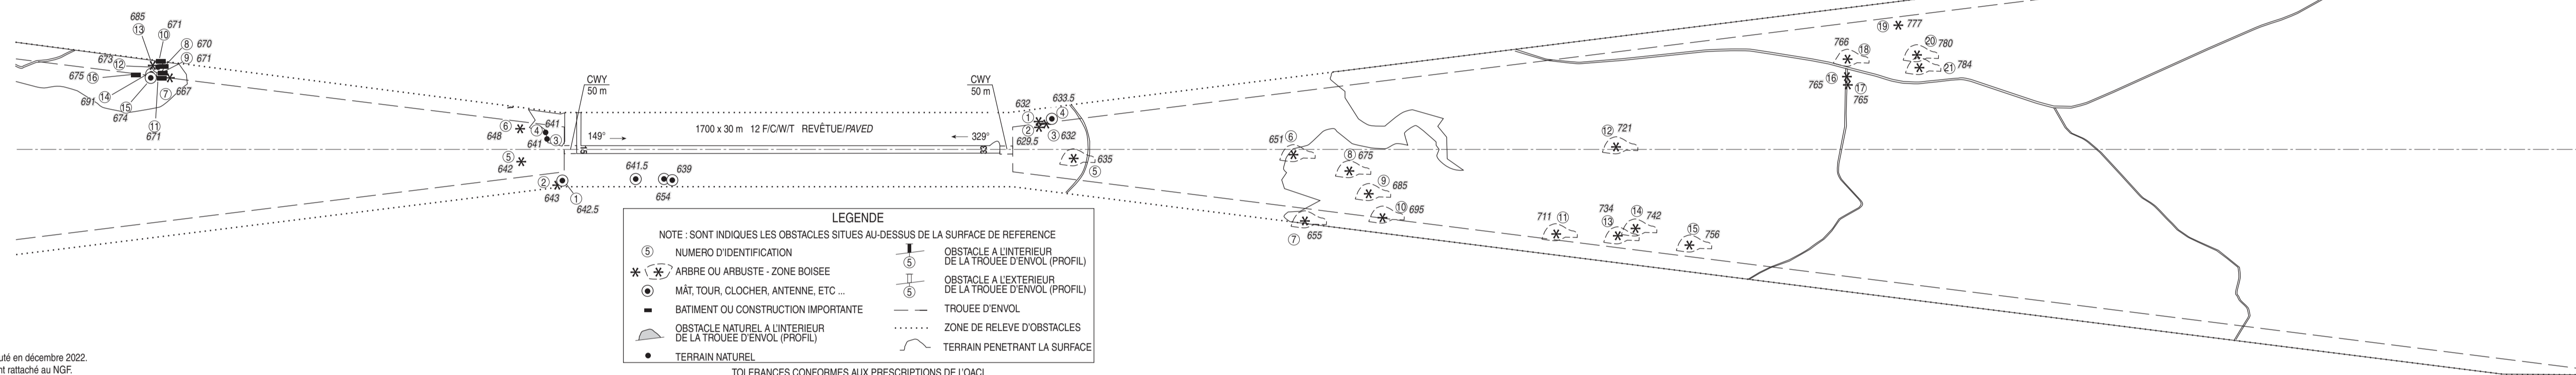 685
⑬
671
⑩
⑧ 670
673 ⑫
⑨ 671
675 ⑯
691 ⑭
⑮
674
⑦ 667
⑪
671
⑥
648
641
④
③
641
⑤
642
②
643
①
642.5
CWY
50 m
149°
15
1700 x 30 m 12 F/C/W/T REVÊTUE/PAVED
329°
33
CWY
50 m
641.5
654
639
632
633.5
①
④
②
③ 632
629.5
635
⑤
651 ⑥
⑧ 675
⑨
685
⑩ 695
⑦
655
⑫ 721
711 ⑪
734
⑬
⑭
742
⑮
756
766
⑱
⑯
765
⑰
765
⑲
777
⑳
780
㉑ 784
LEGENDE
NOTE : SONT INDIQUES LES OBSTACLES SITUES AU-DESSUS DE LA SURFACE DE REFERENCE
⑤ NUMERO D'IDENTIFICATION
ARBRE OU ARBUSTE - ZONE BOISEE
MÂT, TOUR, CLOCHER, ANTENNE, ETC ...
BATIMENT OU CONSTRUCTION IMPORTANTE
OBSTACLE NATUREL A L'INTERIEUR
DE LA TROUEE D'ENVOL (PROFIL)
TERRAIN NATUREL
⑤
OBSTACLE A L'INTERIEUR
DE LA TROUEE D'ENVOL (PROFIL)
⑤
OBSTACLE A L'EXTERIEUR
DE LA TROUEE D'ENVOL (PROFIL)
TROUEE D'ENVOL
ZONE DE RELEVE D'OBSTACLES
TERRAIN PENETRANT LA SURFACE
TOLERANCES CONFORMES AUX PRESCRIPTIONS DE L'OACI
uté en décembre 2022.
nt rattaché au NGF.